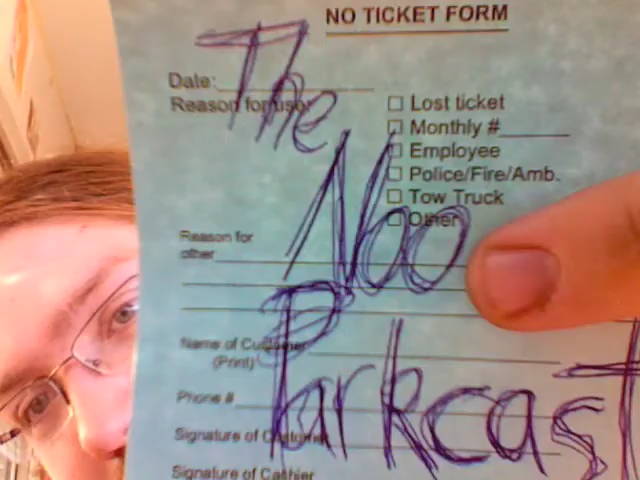 NO TICKET FORM
The
Date:
Reason for use:
Lost ticket
Monthly #
Employee
Police/Fire/Amb.
Tow Truck
Other
Noo
Reason for
other
Parkcast
Name of Customer
(Print)
Phone #
Signature of Customer
Signature of Cashier